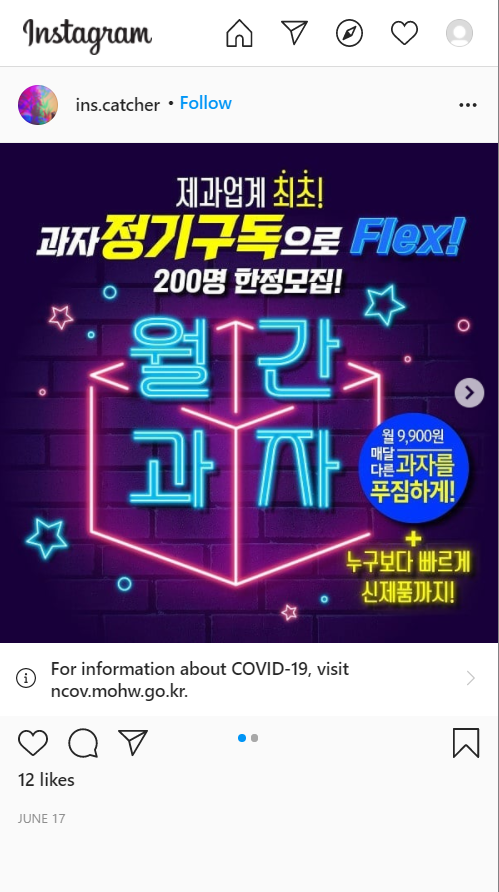 Instagram
ins.catcher • Follow
제과업계 최초!
과자정기구독으로 Flex!
200명 한정모집!
월간
과자
월 9,900원
매달 다른 과자를
푸짐하게!
+
누구보다 빠르게
신제품까지!
For information about COVID-19, visit
ncov.mohw.go.kr.
12 likes
JUNE 17